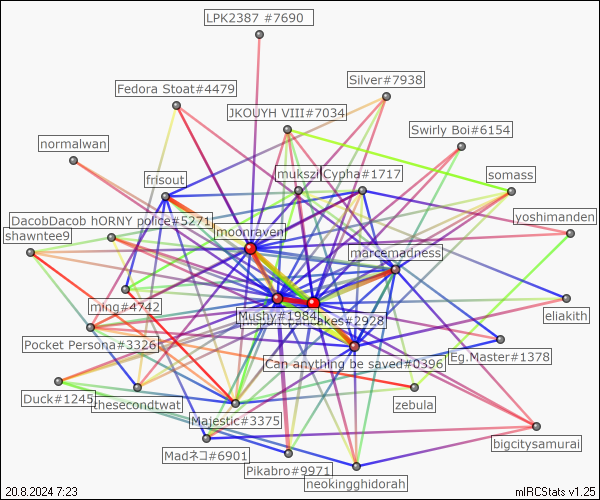 LPK2387 #7690
Silver#7938
Fedora Stoat#4479
JKOUYH VIII#7034
Swirly Boi#6154
normalwan
frisout
mukszi
Cypha#1717
somass
DacobDacob hORNY police#5271
yoshimanden
shawntee9
moonraven
marcemadness
ming#4742
Mushy#1984
cakes#2928
eliakith
Pocket Persona#3326
Can anything be saved#0396
Eg.Master#1378
Duck#1245
thesecondtwat
Majestic#3375
zebula
bigcitysamurai
Madネコ#6901
Pikabro#9971
neokingghidorah
20.8.2024 7:23
mIRCStats v1.25